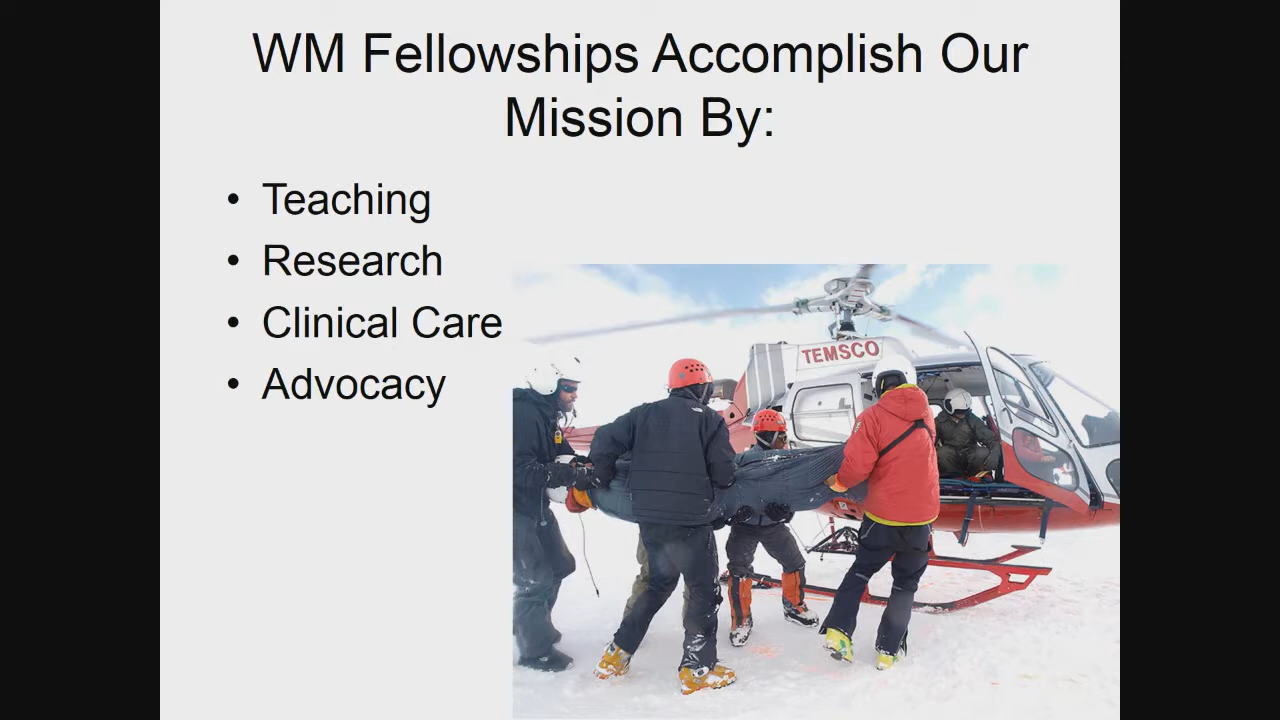 WM Fellowships Accomplish Our
Mission By:
• Teaching
• Research
• Clinical Care
• Advocacy
TEMSCO